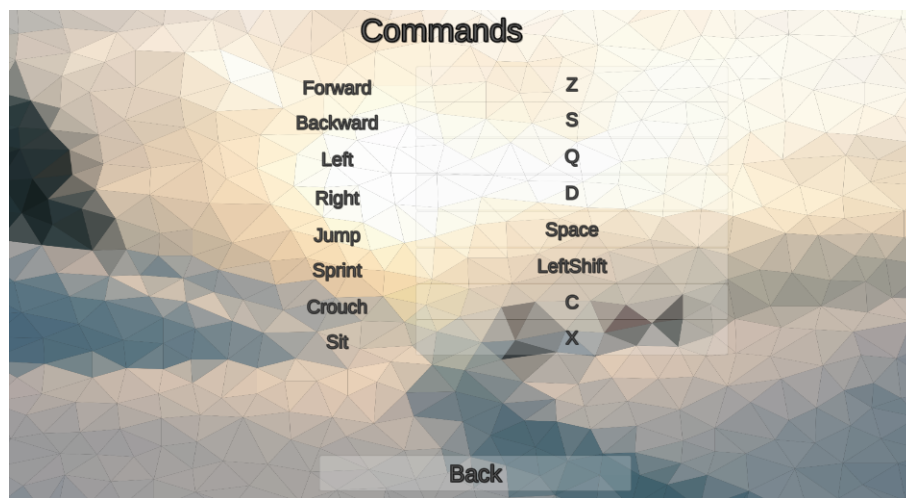 Commands
Forward Z
Backward S
Left Q
Right D
Jump Space
Sprint LeftShift
Crouch C
Sit X
Back